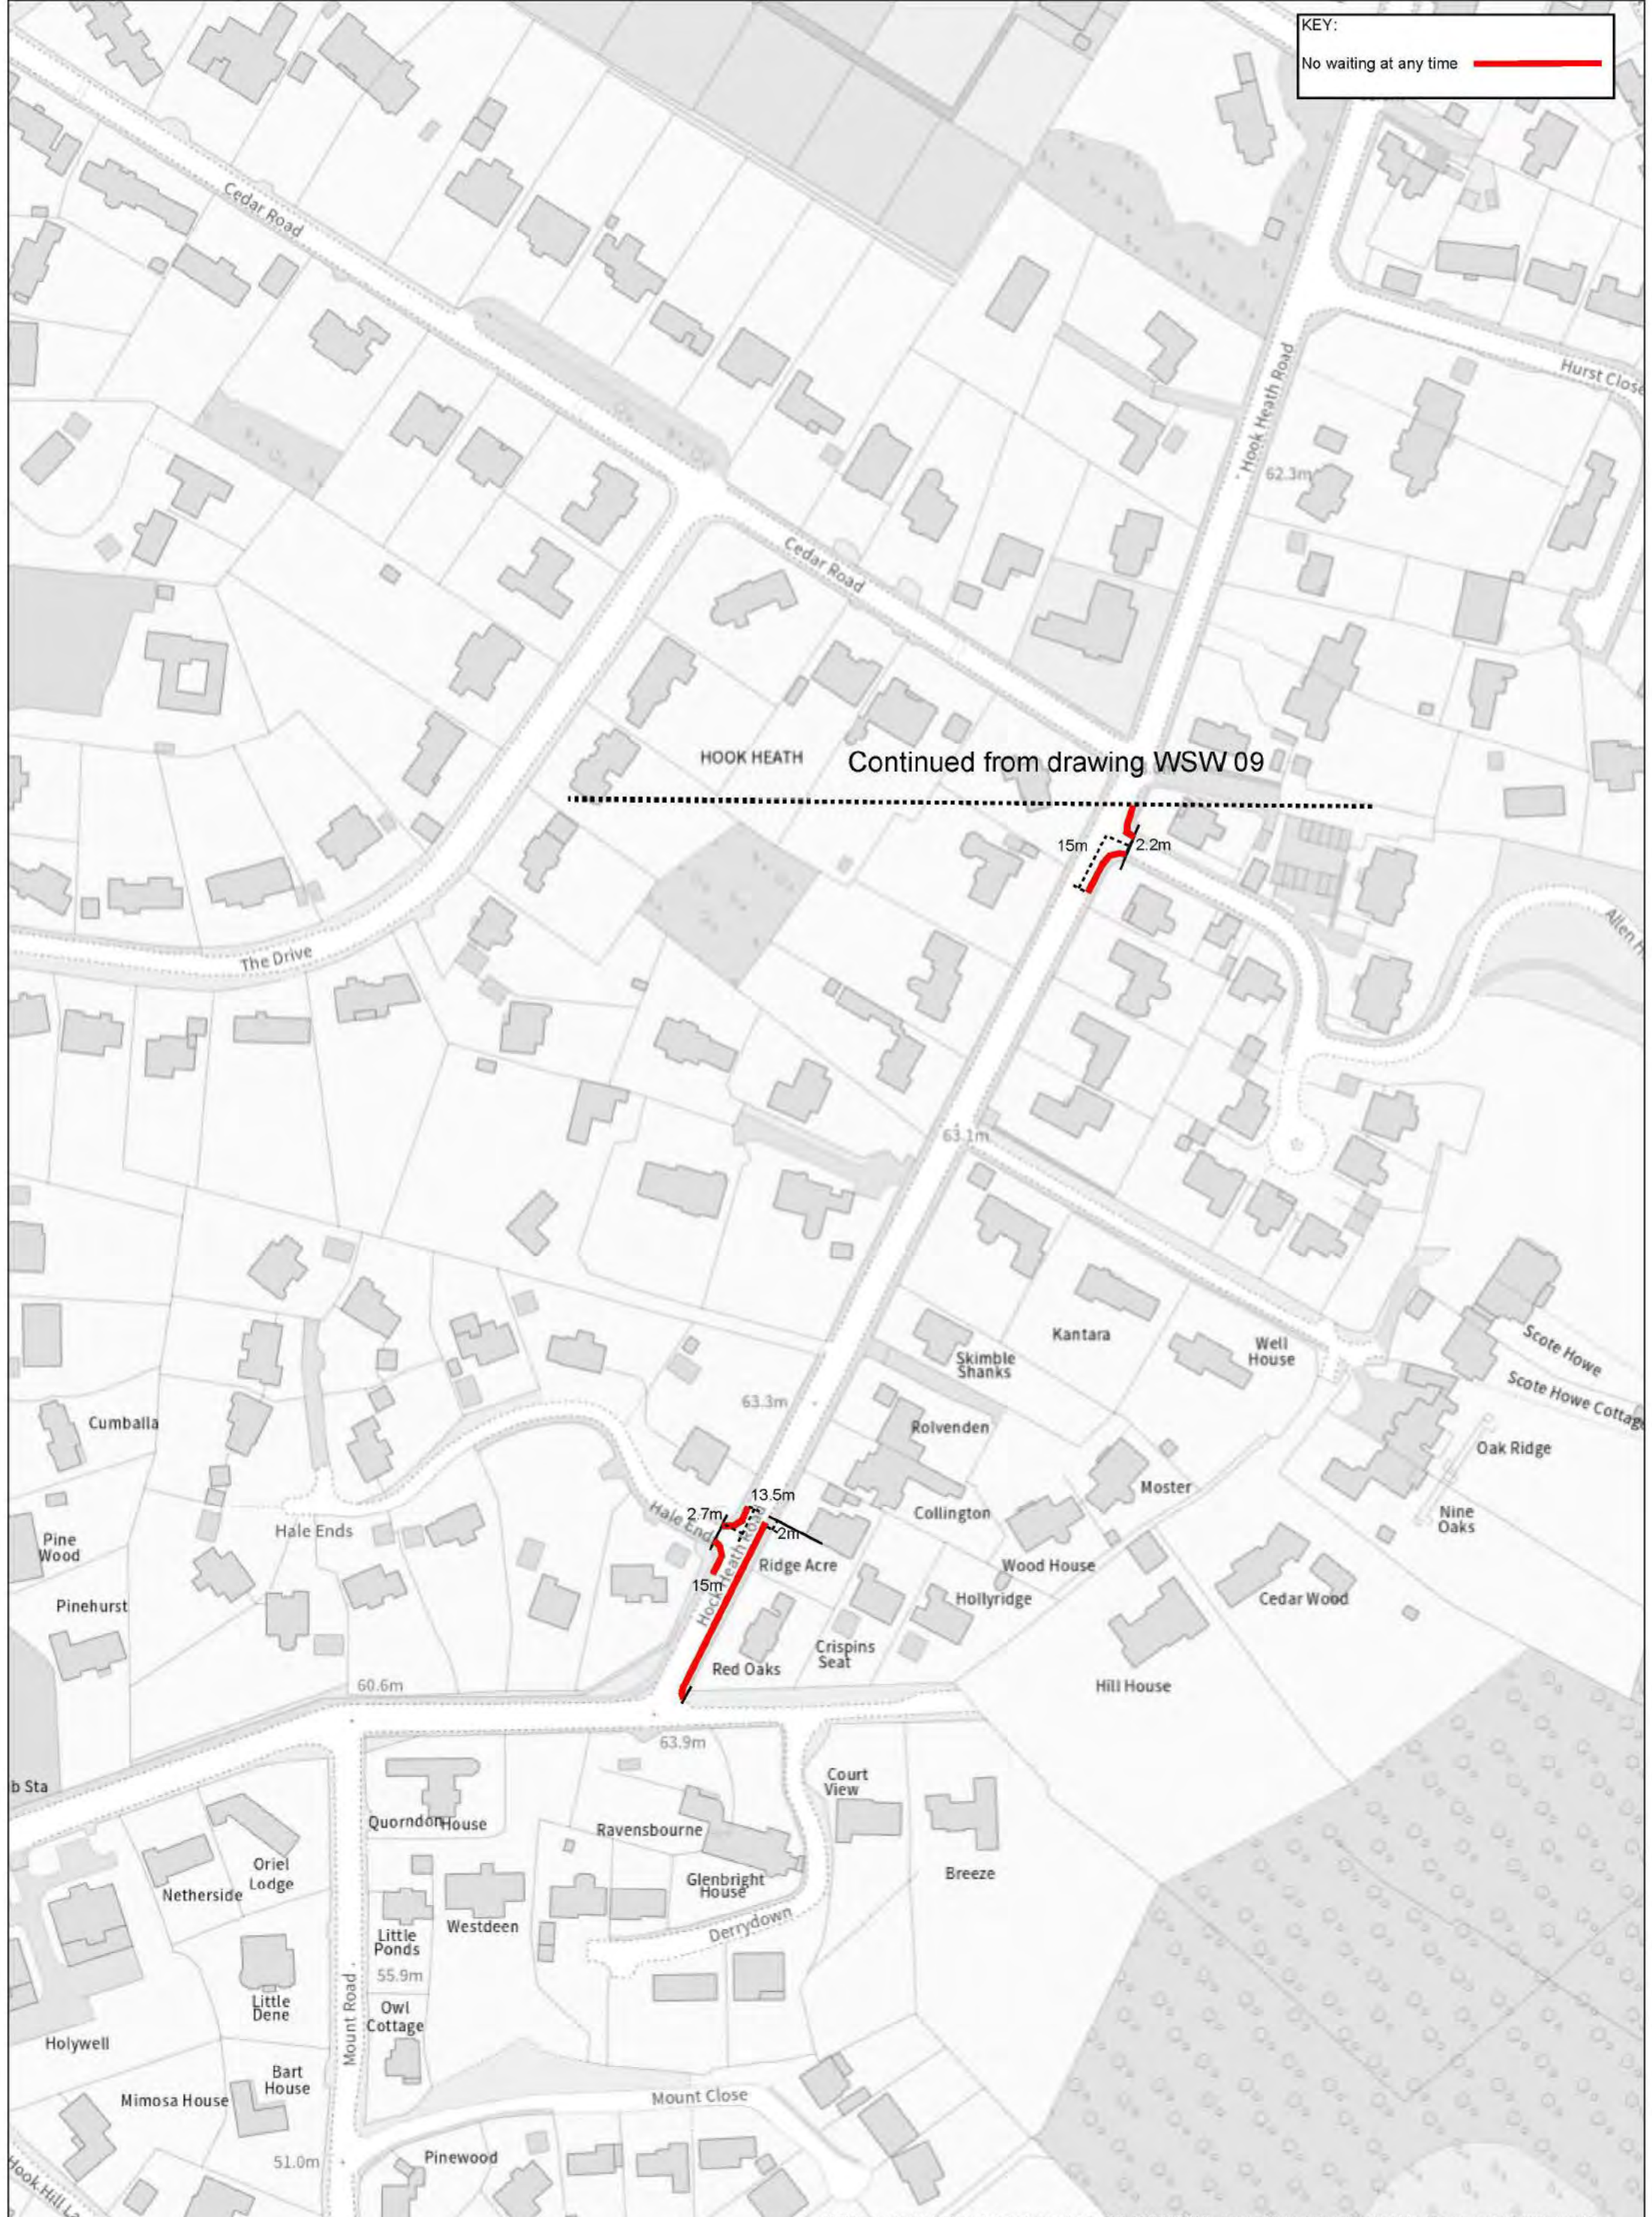 KEY:
No waiting at any time
Cedar Road
Hook Heath Road
Hurst Close
62.3m
Cedar Road
HOOK HEATH
Continued from drawing WSW 09
15m
2.2m
The Drive
63.1m
Kantara
Well
House
Skimble
Shanks
Scote Howe
Scote Howe Cottage
63.3m
Cumballa
Rolvenden
Oak Ridge
Moster
13.5m
2.7m
Hale End
Collington
Nine
Oaks
Hale Ends
2m
Pine
Wood
Ridge Acre
Wood House
15m
Hook Heath Road
Hollyridge
Cedar Wood
Pinehurst
Crispins
Seat
Red Oaks
60.6m
Hill House
63.9m
b Sta
Court
View
Quorndon House
Ravensbourne
Oriel
Lodge
Netherside
Glenbright
House
Breeze
Westdeen
Derrydown
Little
Ponds
55.9m
Mount Road
Little
Dene
Owl
Cottage
Holywell
Bart
House
Mimosa House
Mount Close
Pinewood
51.0m
Hook Hill La